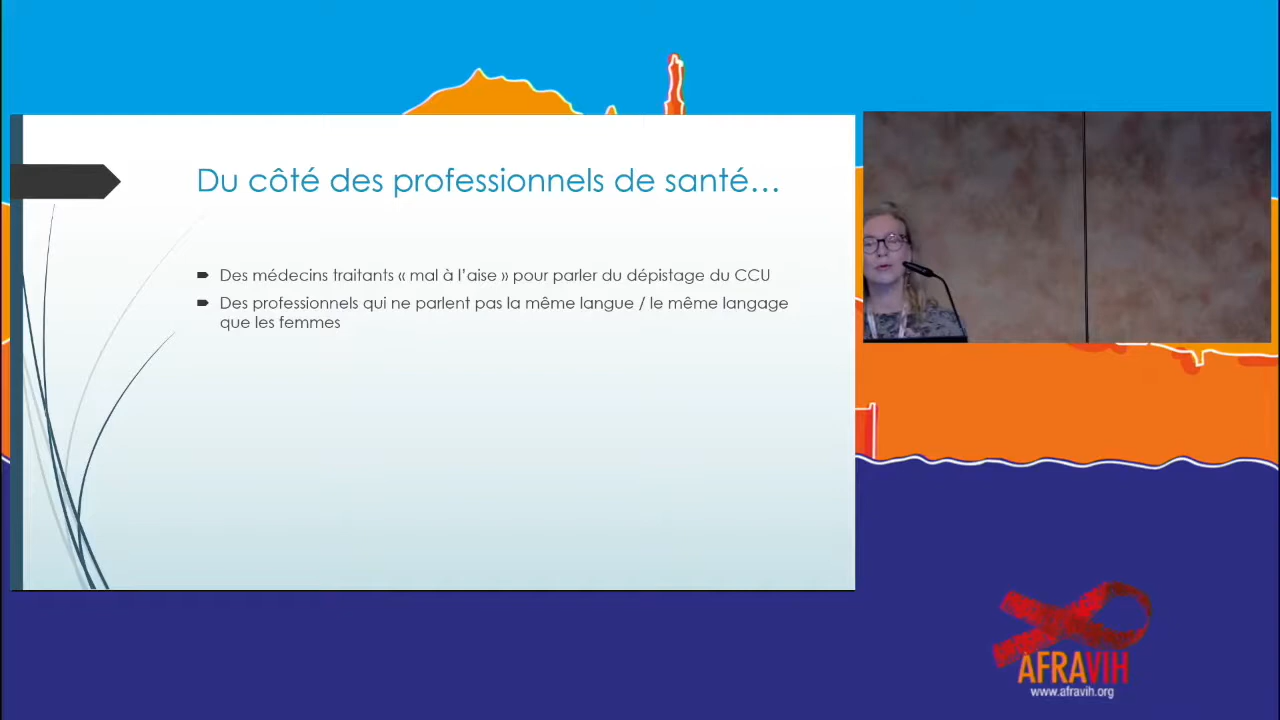 Du côté des professionnels de santé…
Des médecins traitants « mal à l’aise » pour parler du dépistage du CCU
Des professionnels qui ne parlent pas la même langue / le même langage
que les femmes
AFRAVIH
www.afravih.org